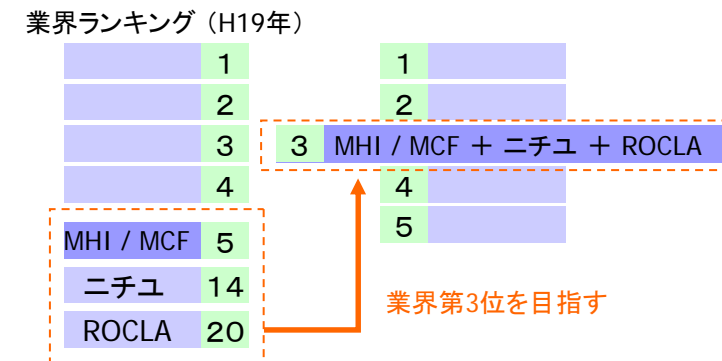 業界ランキング（H19年）
1
2
3
4
MHI / MCF 5
ニチユ 14
ROCLA 20
1
2
3 MHI / MCF ＋ ニチユ ＋ ROCLA
4
5
業界第3位を目指す